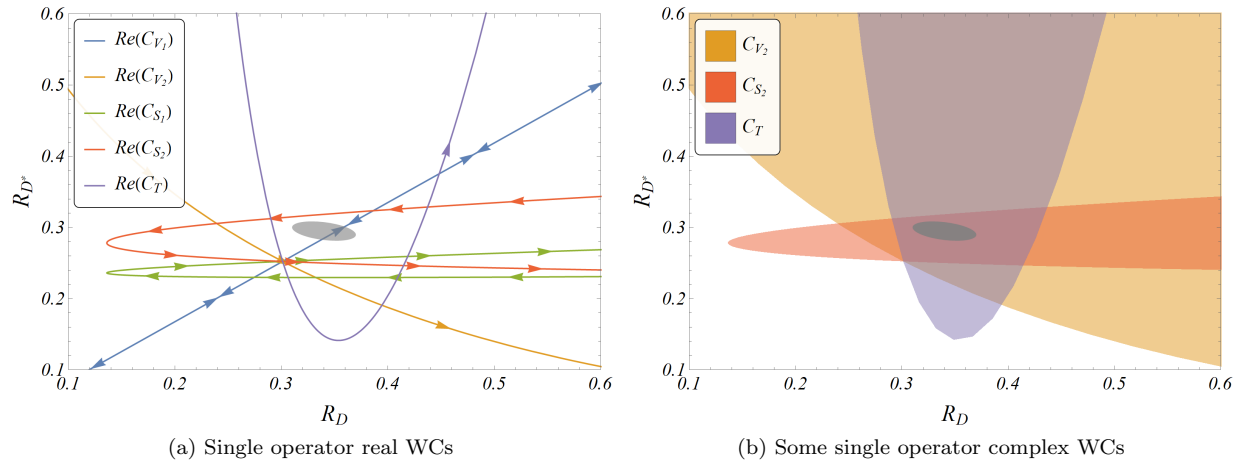 Re(C_{V_1})
Re(C_{V_2})
Re(C_{S_1})
Re(C_{S_2})
Re(C_T)
0.6
0.5
0.4
0.3
0.2
0.1
R_{D^*}
0.1 0.2 0.3 0.4 0.5 0.6
R_D
(a) Single operator real WCs
C_{V_2}
C_{S_2}
C_T
0.6
0.5
0.4
0.3
0.2
0.1
R_{D^*}
0.1 0.2 0.3 0.4 0.5 0.6
R_D
(b) Some single operator complex WCs